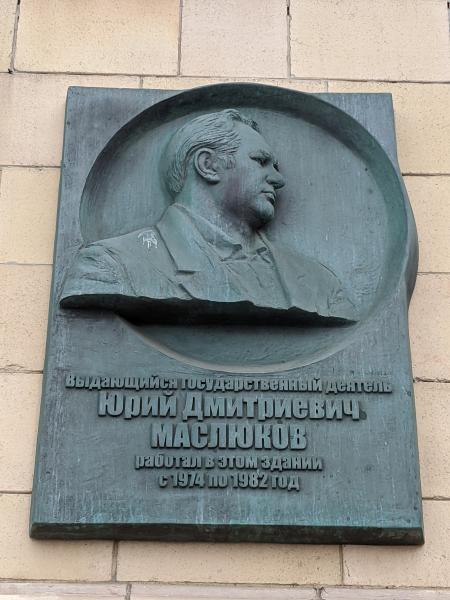 Выдающийся государственный деятель
Юрий Дмитриевич
МАСЛЮКОВ
работал в этом здании
с 1974 по 1982 год